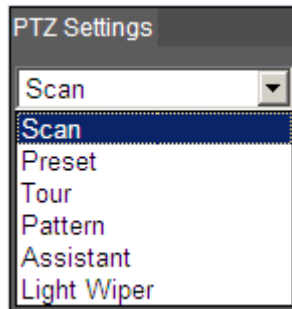 PTZ Settings
Scan
Scan
Preset
Tour
Pattern
Assistant
Light Wiper